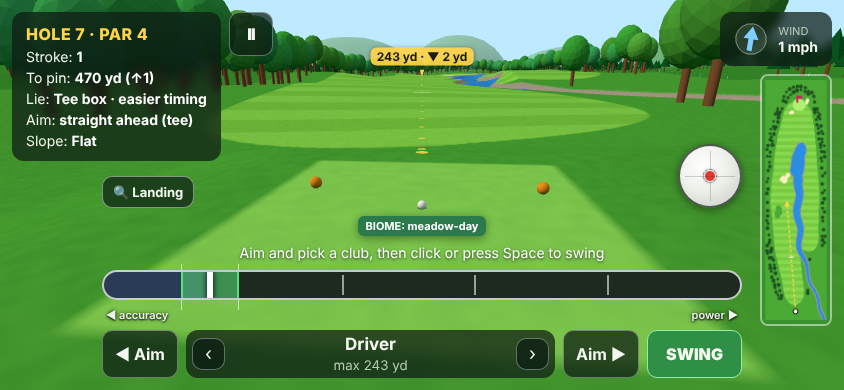 HOLE 7 · PAR 4
Stroke: 1
To pin: 470 yd (↑1)
Lie: Tee box · easier timing
Aim: straight ahead (tee)
Slope: Flat
243 yd · ▼ 2 yd
WIND
1 mph
🔍 Landing
BIOME: meadow-day
Aim and pick a club, then click or press Space to swing
◀ accuracy
power ▶
◀ Aim
‹
Driver
max 243 yd
›
Aim ▶
SWING